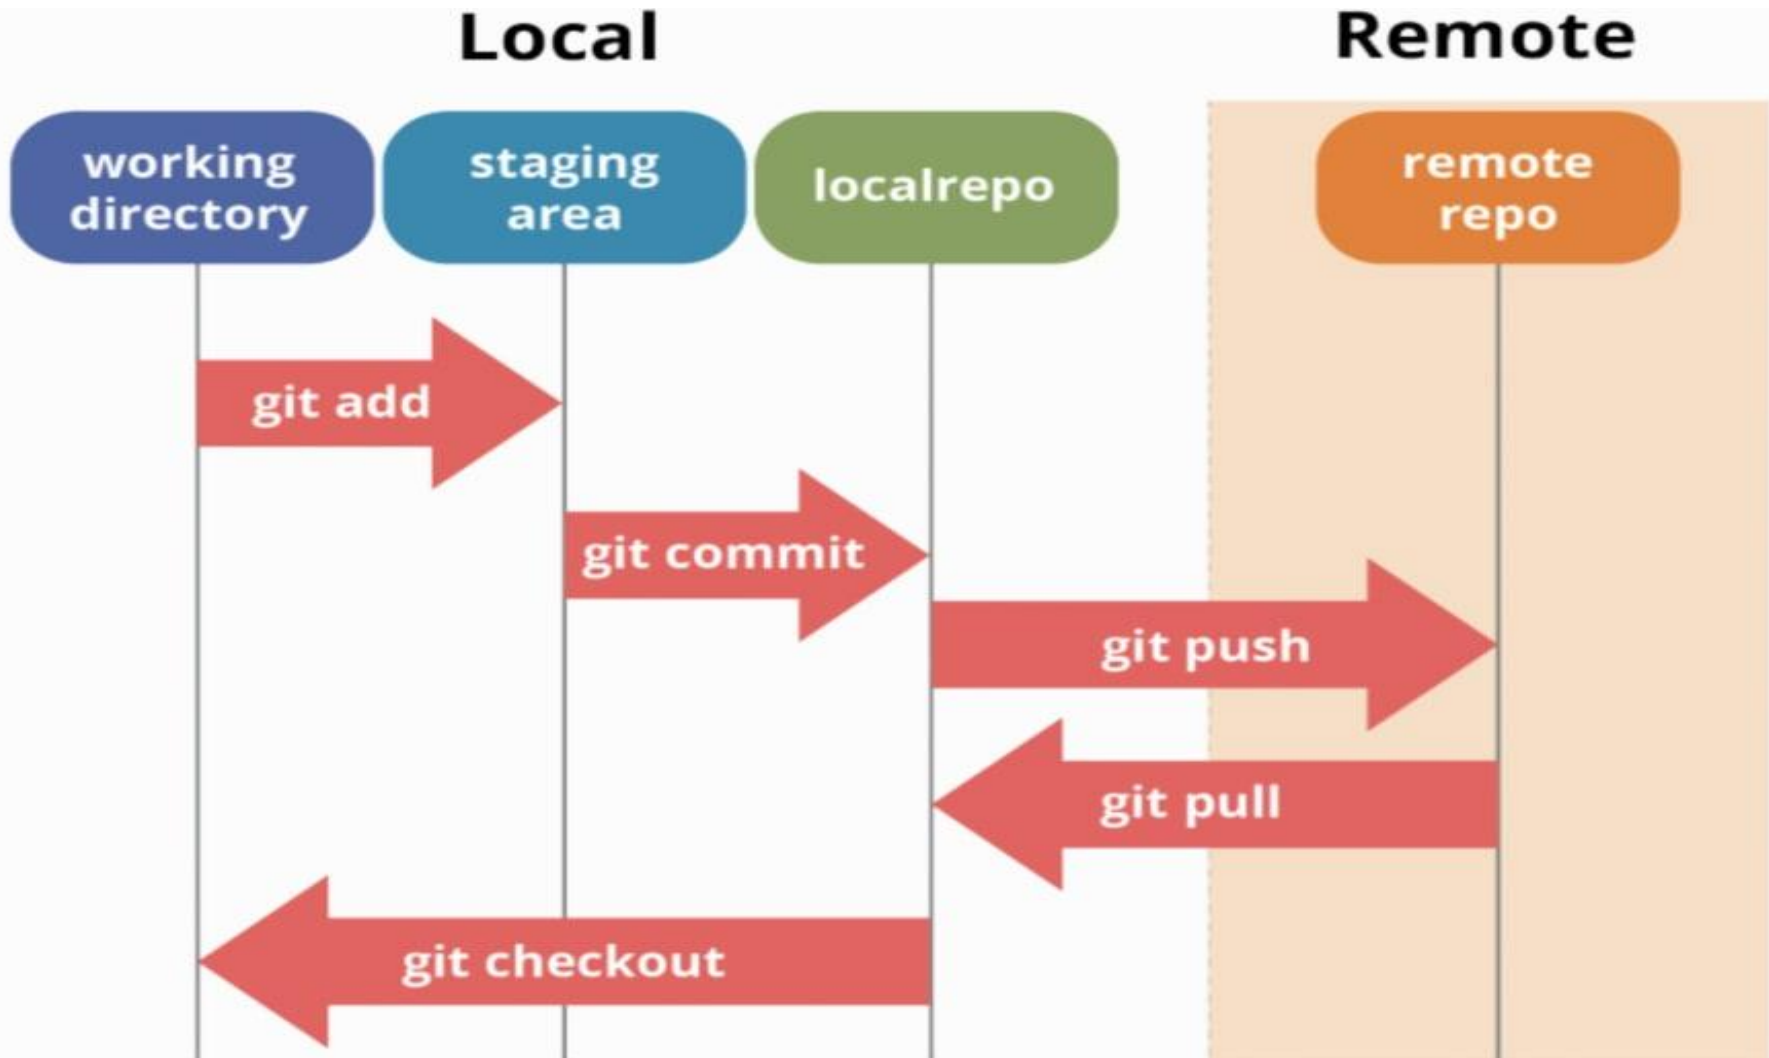 Local
Remote
working
directory
staging
area
localrepo
remote
repo
git add
git commit
git push
git pull
git checkout